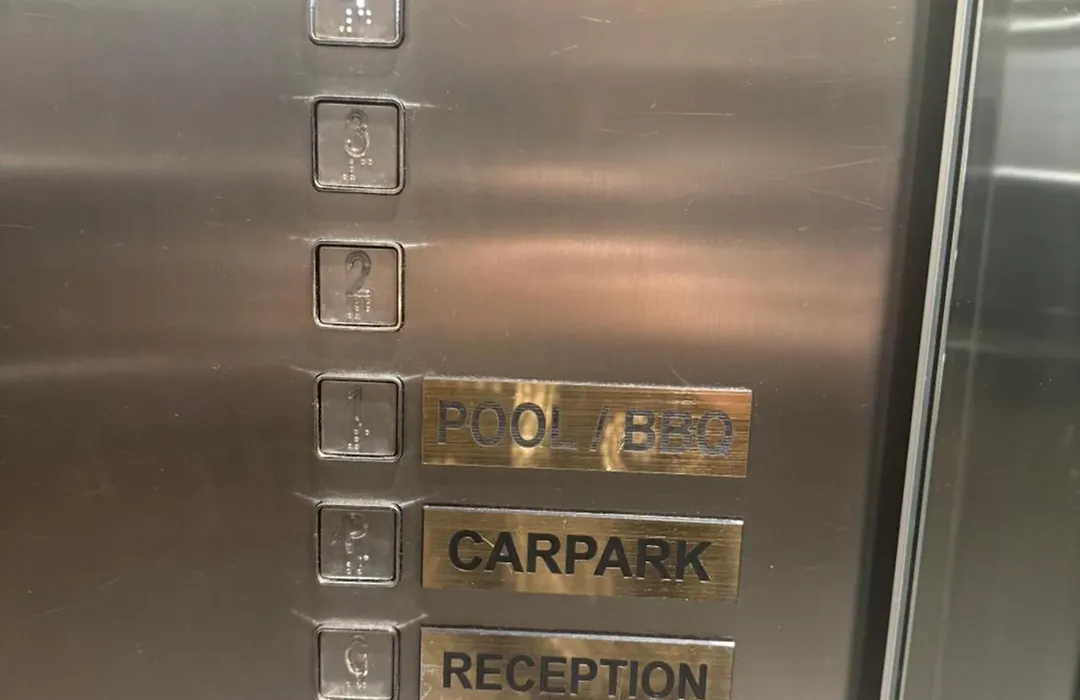 3
2
1 POOL / BBQ
P CARPARK
G RECEPTION